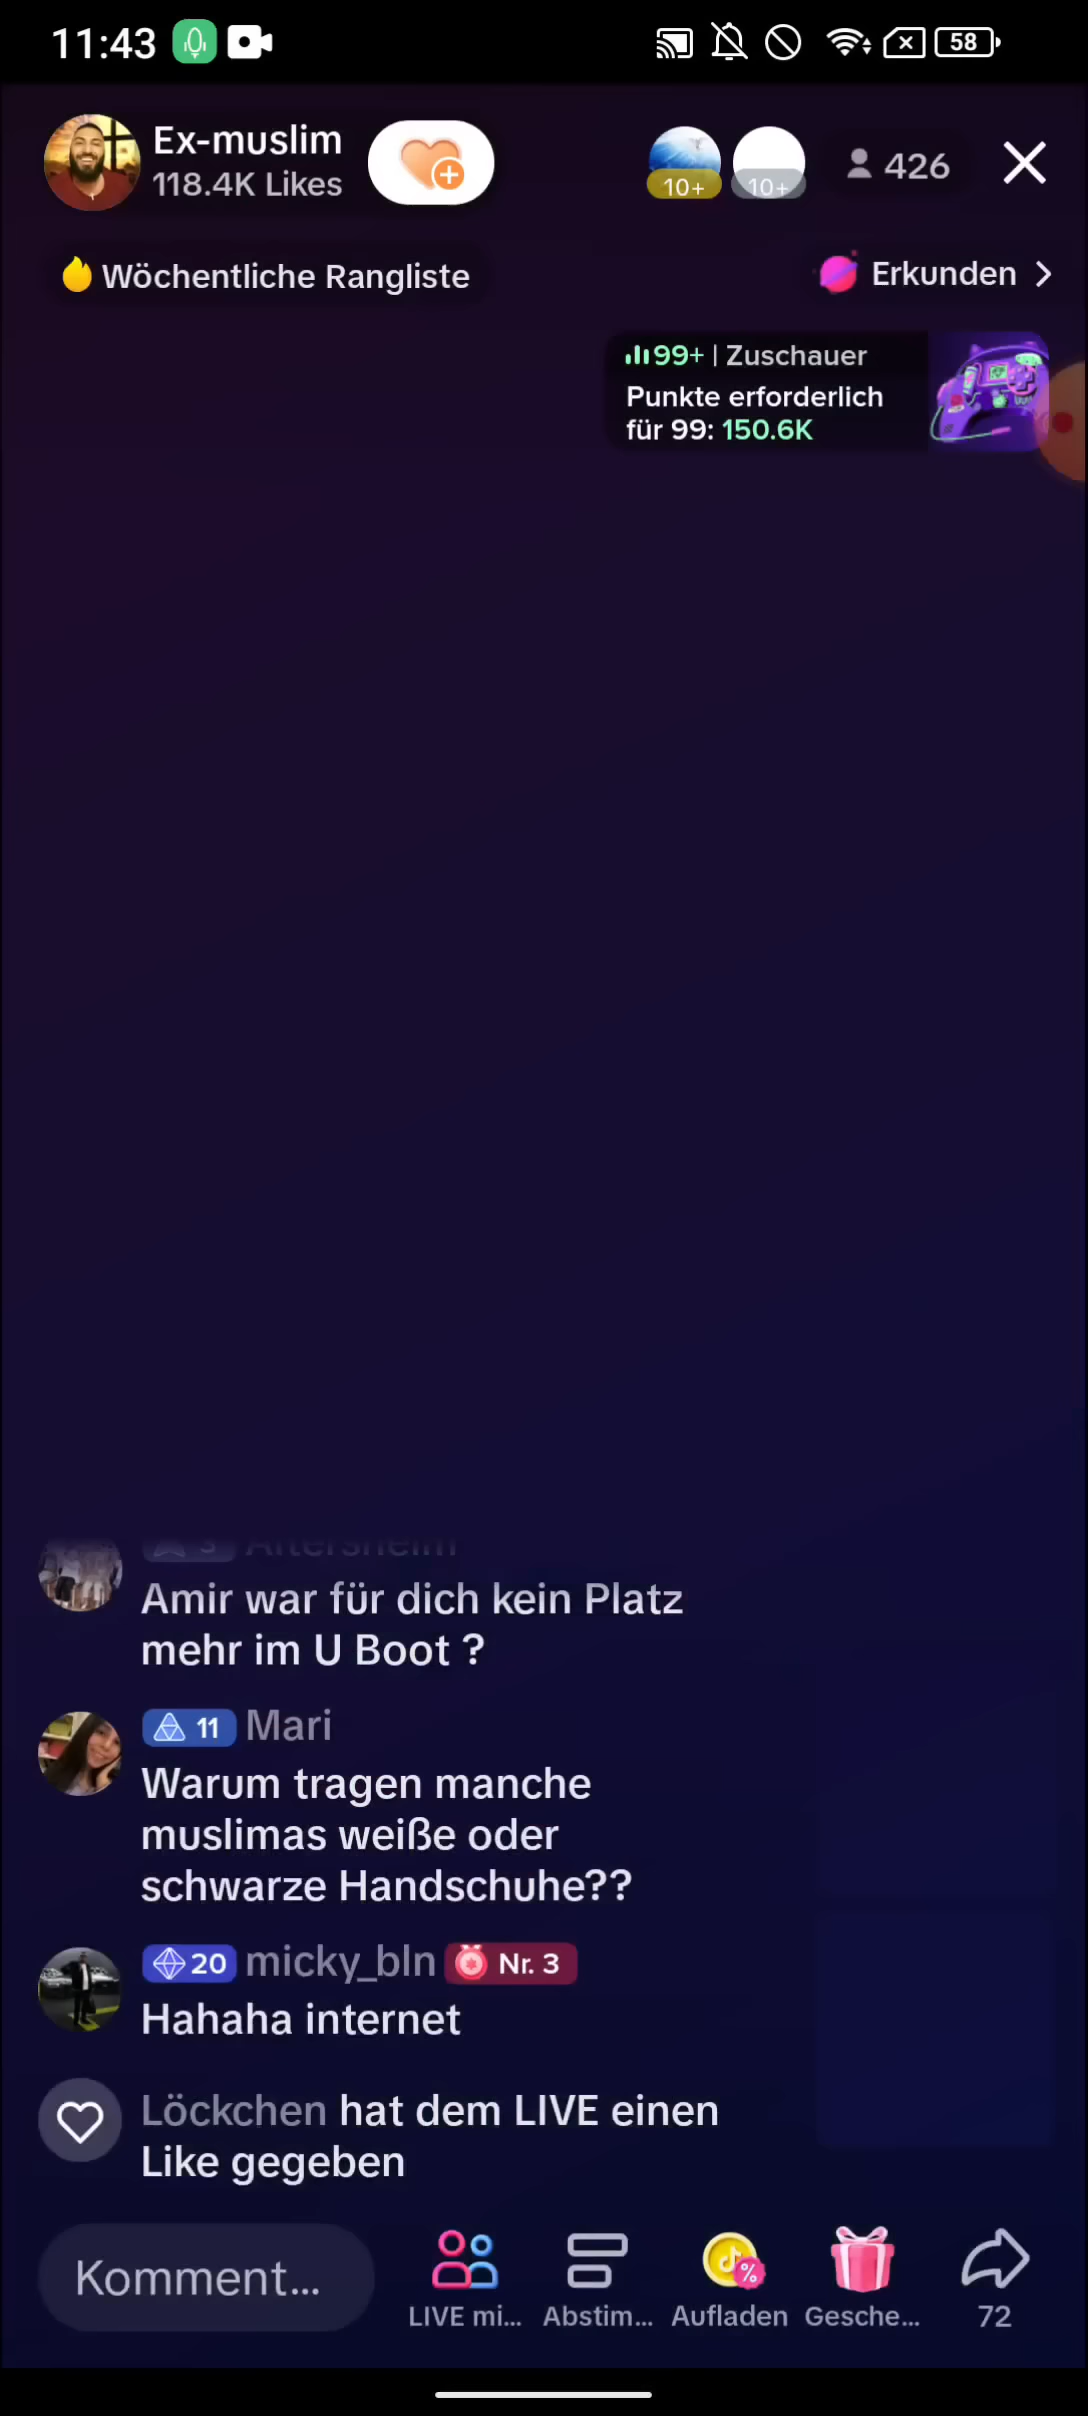 11:43
58
Ex-muslim
118.4K Likes
10+
10+
426
Wöchentliche Rangliste
Erkunden
99+ | Zuschauer
Punkte erforderlich
für 99: 150.6K
Amir war für dich kein Platz
mehr im U Boot ?
11 Mari
Warum tragen manche
muslimas weiße oder
schwarze Handschuhe??
20 micky_bln Nr. 3
Hahaha internet
Löckchen hat dem LIVE einen
Like gegeben
Komment...
LIVE mi...
Abstim...
Aufladen
Gesche...
72